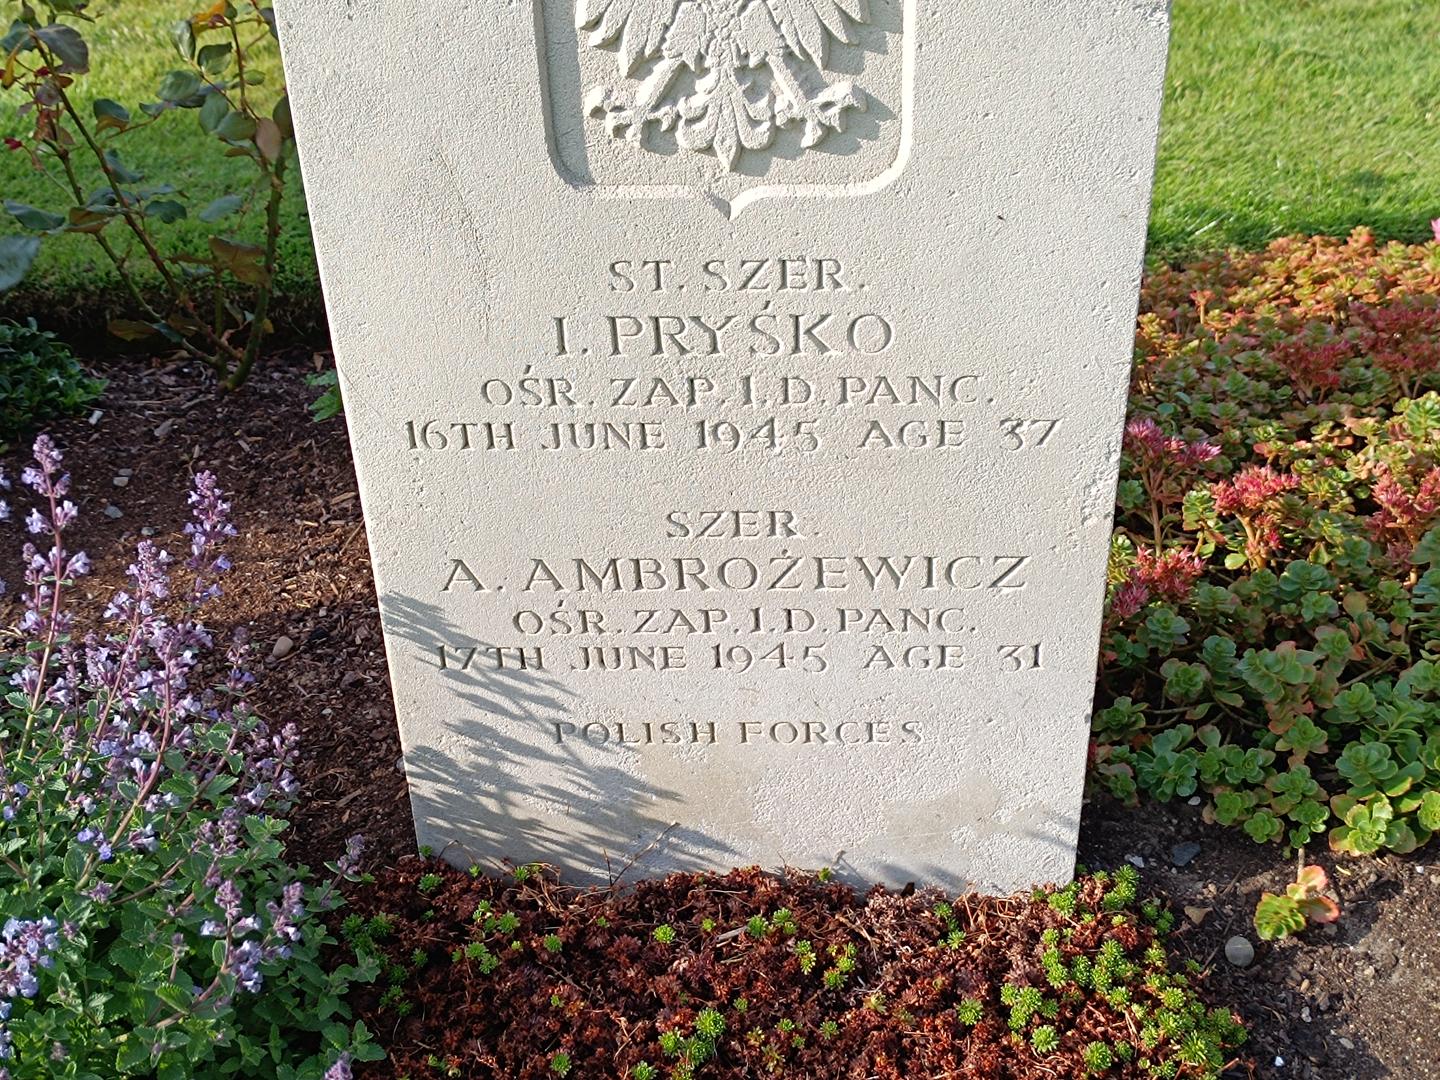 ST. SZER.
I. PRYŚKO
OŚR. ZAP. I. D. PANC.
16TH JUNE 1945 AGE 37
SZER.
A. AMBROŻEWICZ
OŚR. ZAP. I. D. PANC.
17TH JUNE 1945 AGE 31
POLISH FORCES